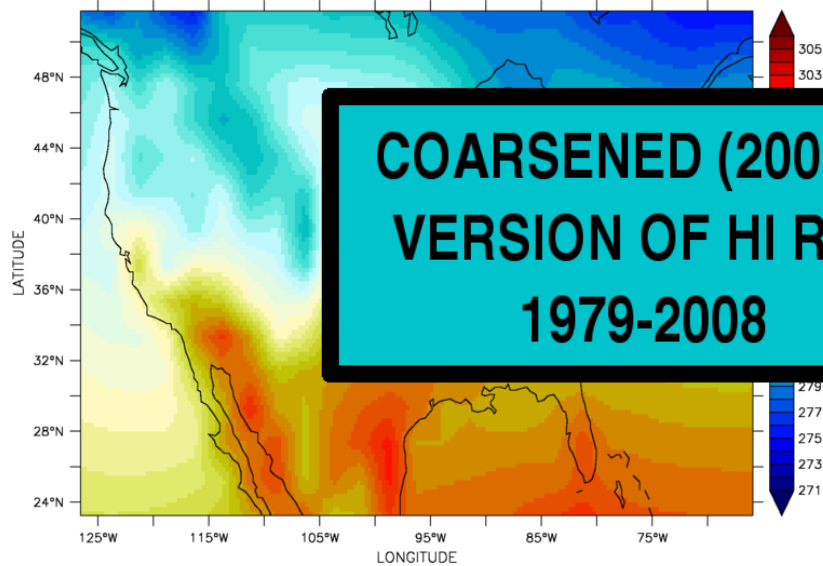 305
48°N
303
COARSENED (200
44°N
40°N
VERSION OF HI R
LATITUDE
36°N
1979-2008
32°N
279
277
28°N
275
273
24°N
271
125°W 115°W 105°W 95°W 85°W 75°W
LONGITUDE